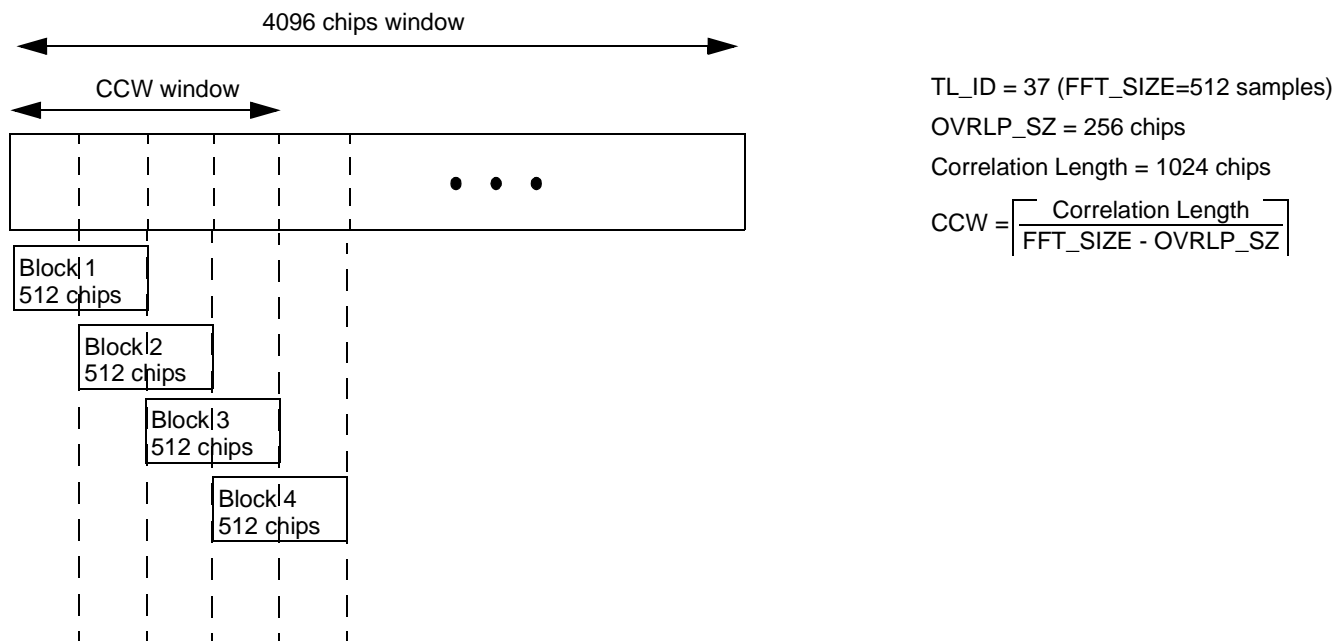 4096 chips window
CCW window
Block 1
512 chips
Block 2
512 chips
Block 3
512 chips
Block 4
512 chips
TL_ID = 37 (FFT_SIZE=512 samples)
OVRLP_SZ = 256 chips
Correlation Length = 1024 chips
CCW = ⌈Correlation Length / FFT_SIZE - OVRLP_SZ⌉